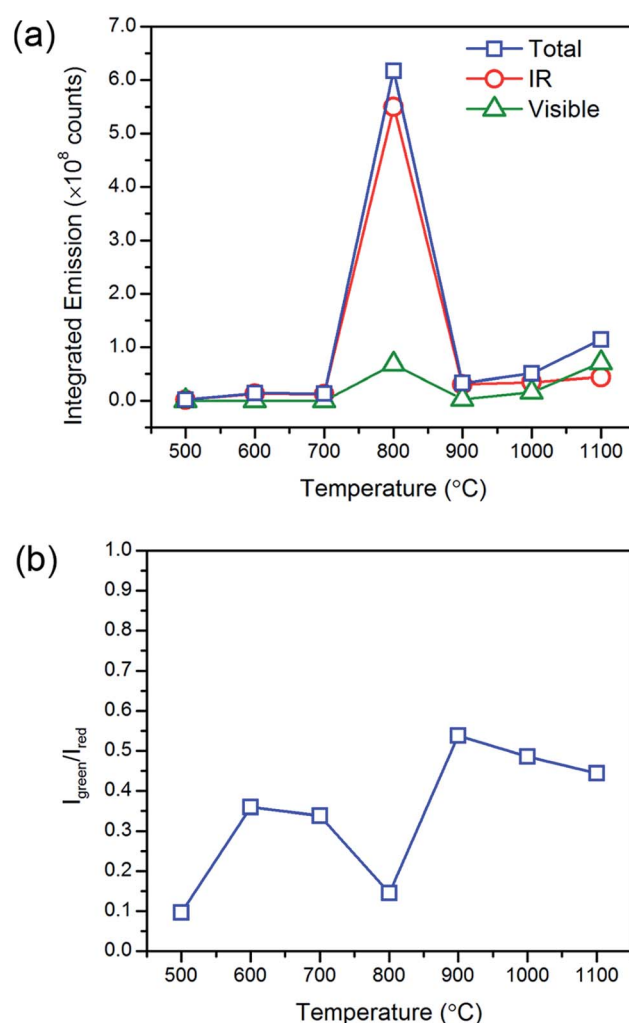 (a)
Integrated Emission (×10⁸ counts)
7.0
6.0
5.0
4.0
3.0
2.0
1.0
0.0
Total
IR
Visible
500 600 700 800 900 1000 1100
Temperature (°C)
(b)
I_green/I_red
1.0
0.9
0.8
0.7
0.6
0.5
0.4
0.3
0.2
0.1
0.0
500 600 700 800 900 1000 1100
Temperature (°C)